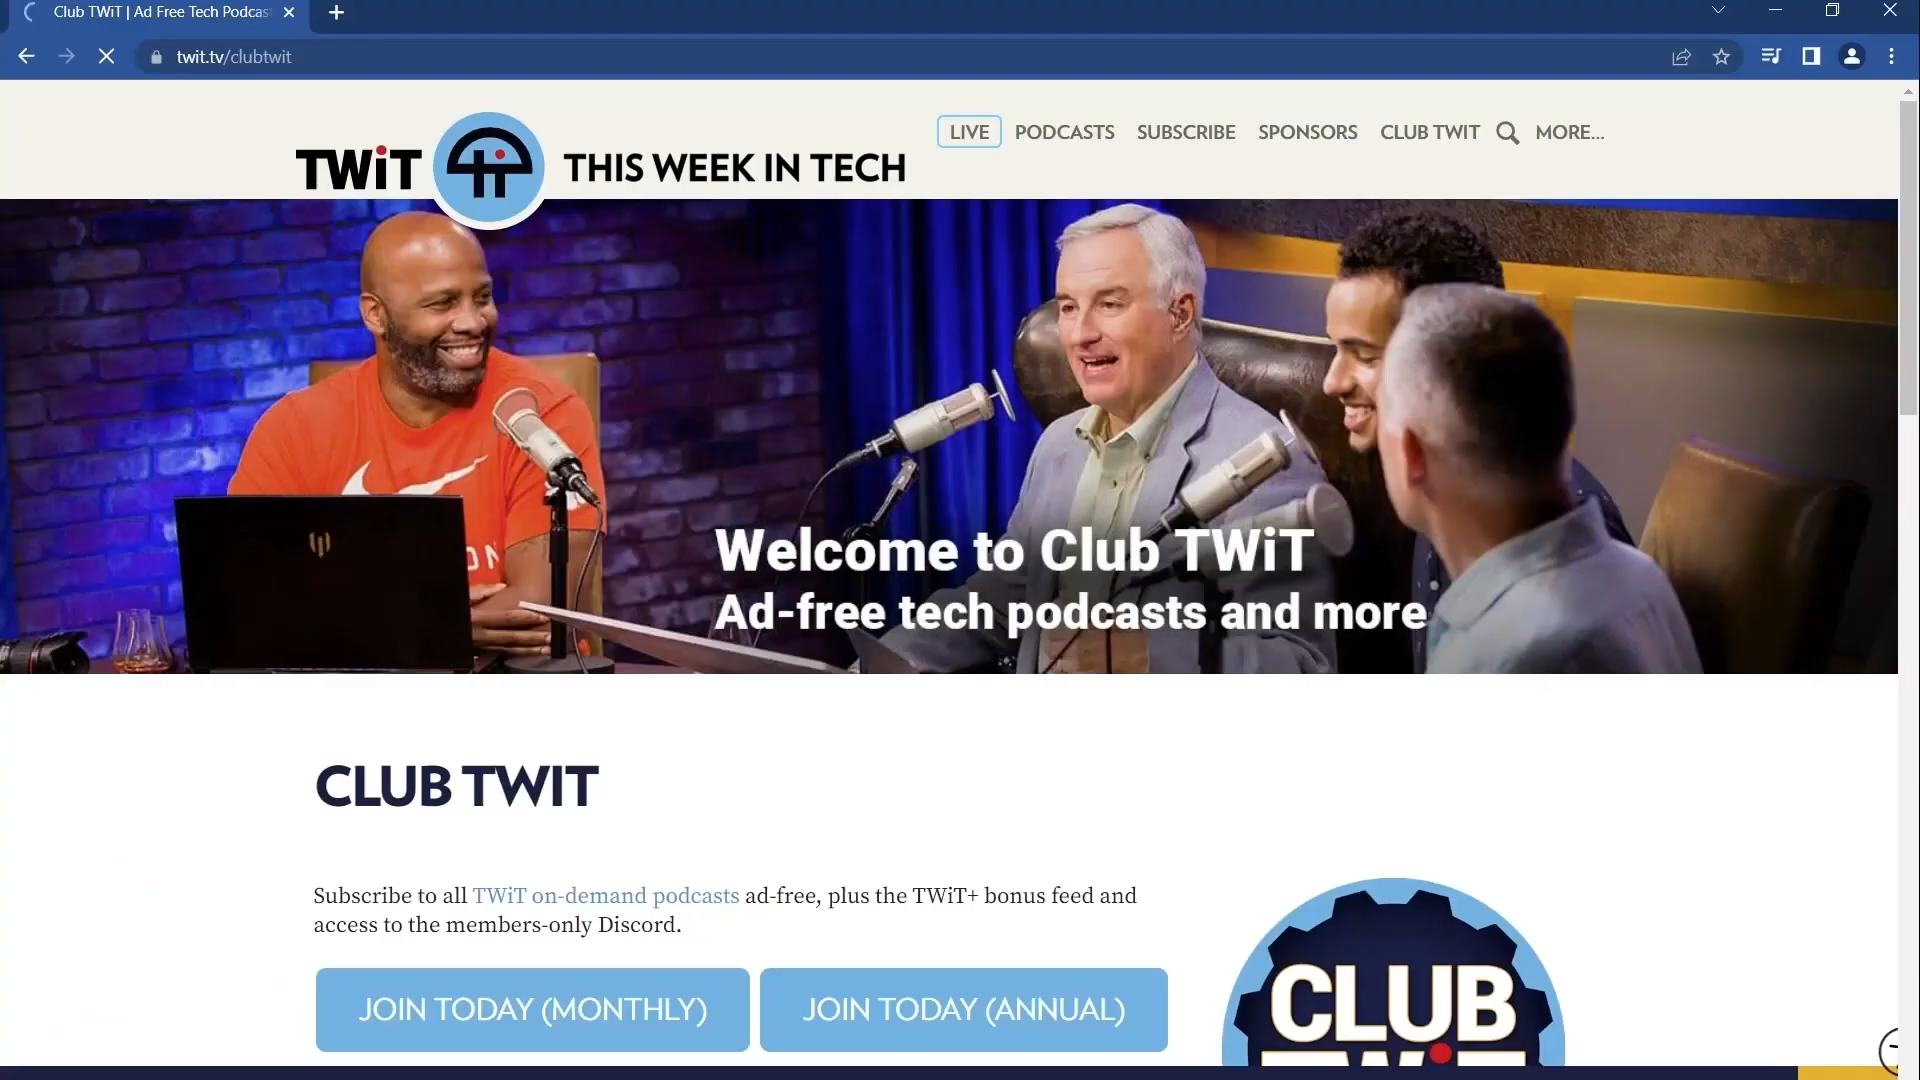 Club TWiT | Ad Free Tech Podcas
twit.tv/clubtwit
LIVE PODCASTS SUBSCRIBE SPONSORS CLUB TWIT MORE...
TWiT THIS WEEK IN TECH
Welcome to Club TWiT
Ad-free tech podcasts and more
CLUB TWIT
Subscribe to all TWiT on-demand podcasts ad-free, plus the TWiT+ bonus feed and
access to the members-only Discord.
JOIN TODAY (MONTHLY) JOIN TODAY (ANNUAL)
CLUB
TWiT